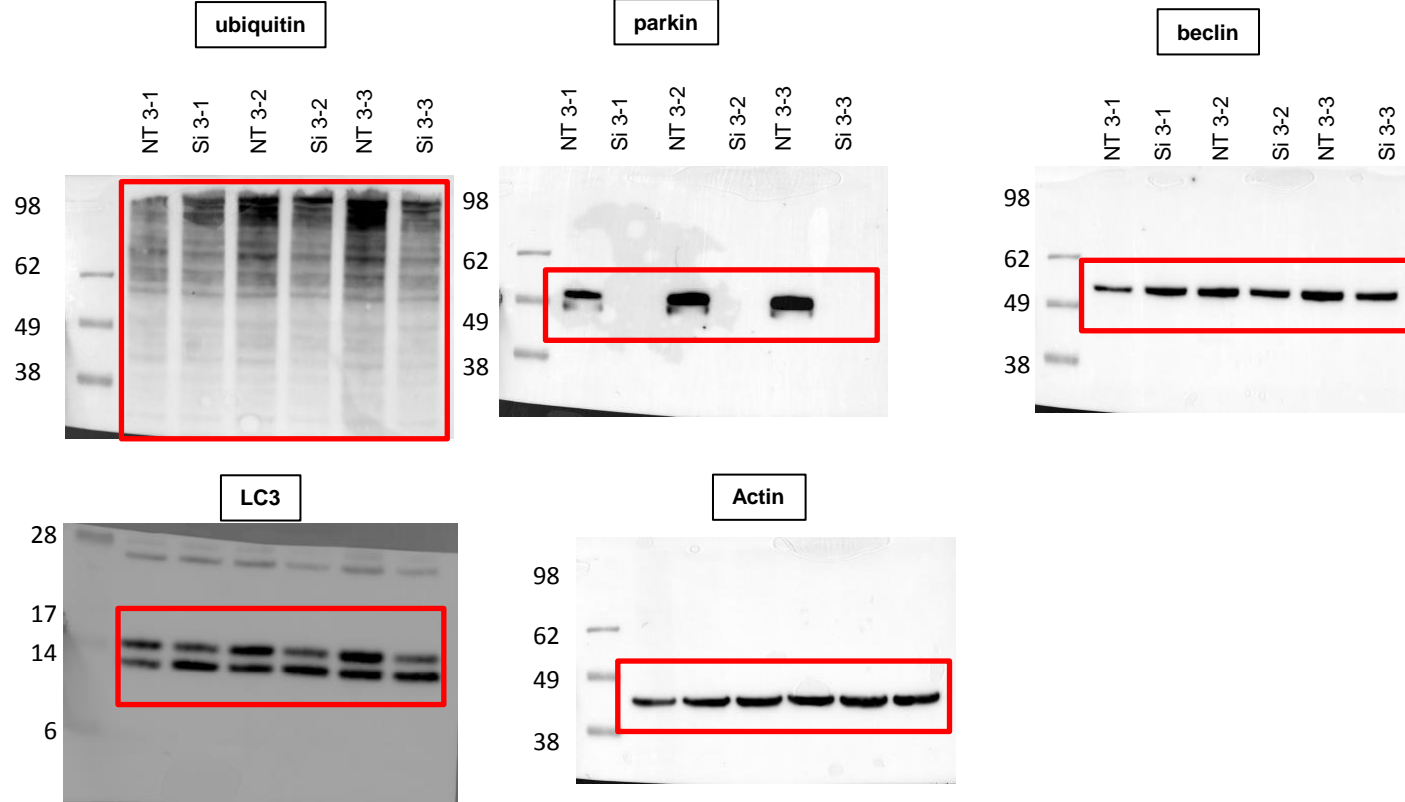 ubiquitin
NT 3-1
Si 3-1
NT 3-2
Si 3-2
NT 3-3
Si 3-3
98
62
49
38
parkin
NT 3-1
Si 3-1
NT 3-2
Si 3-2
NT 3-3
Si 3-3
98
62
49
38
beclin
NT 3-1
Si 3-1
NT 3-2
Si 3-2
NT 3-3
Si 3-3
98
62
49
38
LC3
28
17
14
6
Actin
98
62
49
38